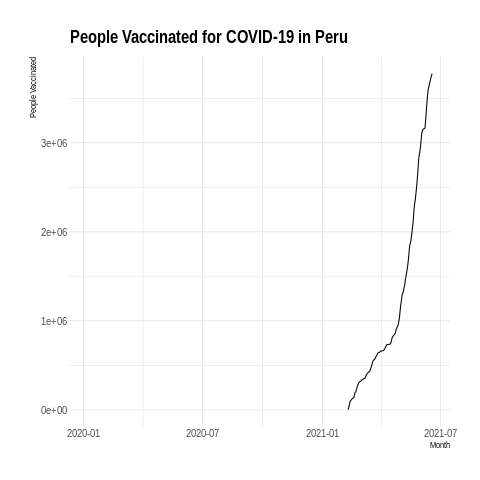 People Vaccinated for COVID-19 in Peru
People Vaccinated
3e+06
2e+06
1e+06
0e+00
2020-01 2020-07 2021-01 2021-07
Month